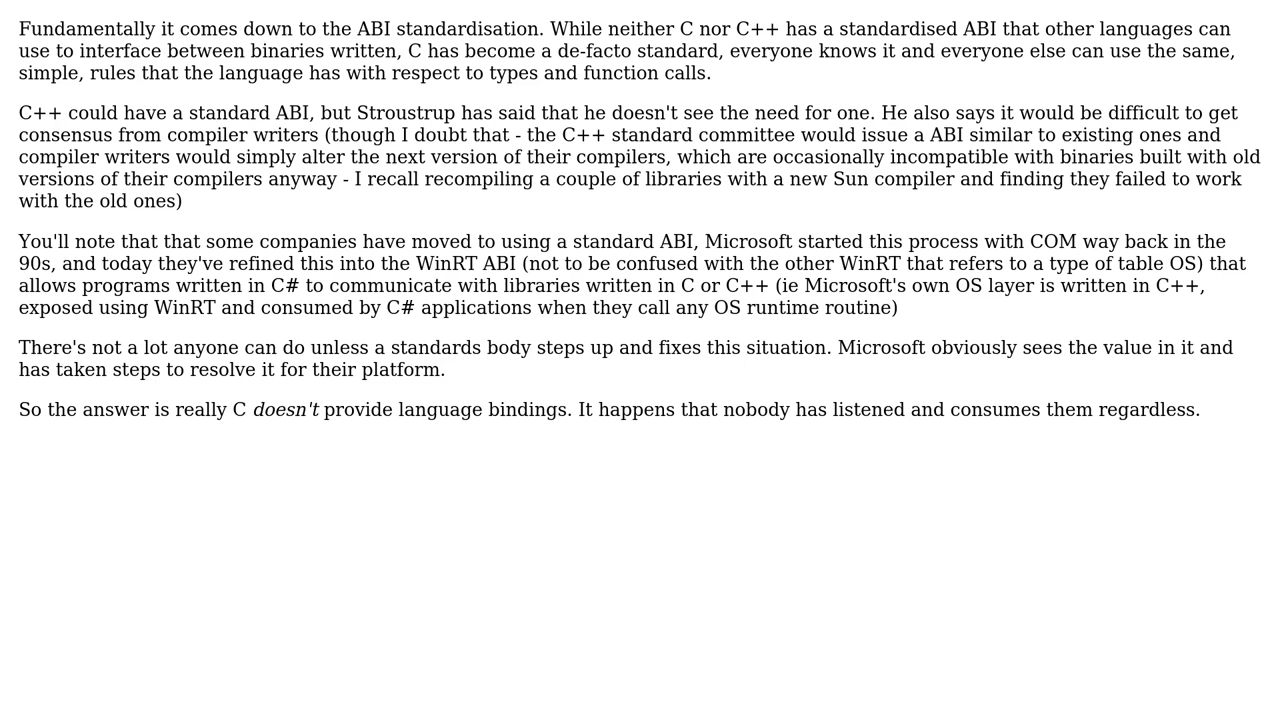 Fundamentally it comes down to the ABI standardisation. While neither C nor C++ has a standardised ABI that other languages can
use to interface between binaries written, C has become a de-facto standard, everyone knows it and everyone else can use the same,
simple, rules that the language has with respect to types and function calls.
C++ could have a standard ABI, but Stroustrup has said that he doesn't see the need for one. He also says it would be difficult to get
consensus from compiler writers (though I doubt that - the C++ standard committee would issue a ABI similar to existing ones and
compiler writers would simply alter the next version of their compilers, which are occasionally incompatible with binaries built with old
versions of their compilers anyway - I recall recompiling a couple of libraries with a new Sun compiler and finding they failed to work
with the old ones)
You'll note that that some companies have moved to using a standard ABI, Microsoft started this process with COM way back in the
90s, and today they've refined this into the WinRT ABI (not to be confused with the other WinRT that refers to a type of table OS) that
allows programs written in C# to communicate with libraries written in C or C++ (ie Microsoft's own OS layer is written in C++,
exposed using WinRT and consumed by C# applications when they call any OS runtime routine)
There's not a lot anyone can do unless a standards body steps up and fixes this situation. Microsoft obviously sees the value in it and
has taken steps to resolve it for their platform.
So the answer is really C doesn't provide language bindings. It happens that nobody has listened and consumes them regardless.